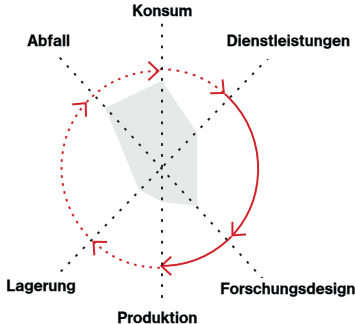 Konsum
Abfall
Dienstleistungen
Lagerung
Forschungsdesign
Produktion